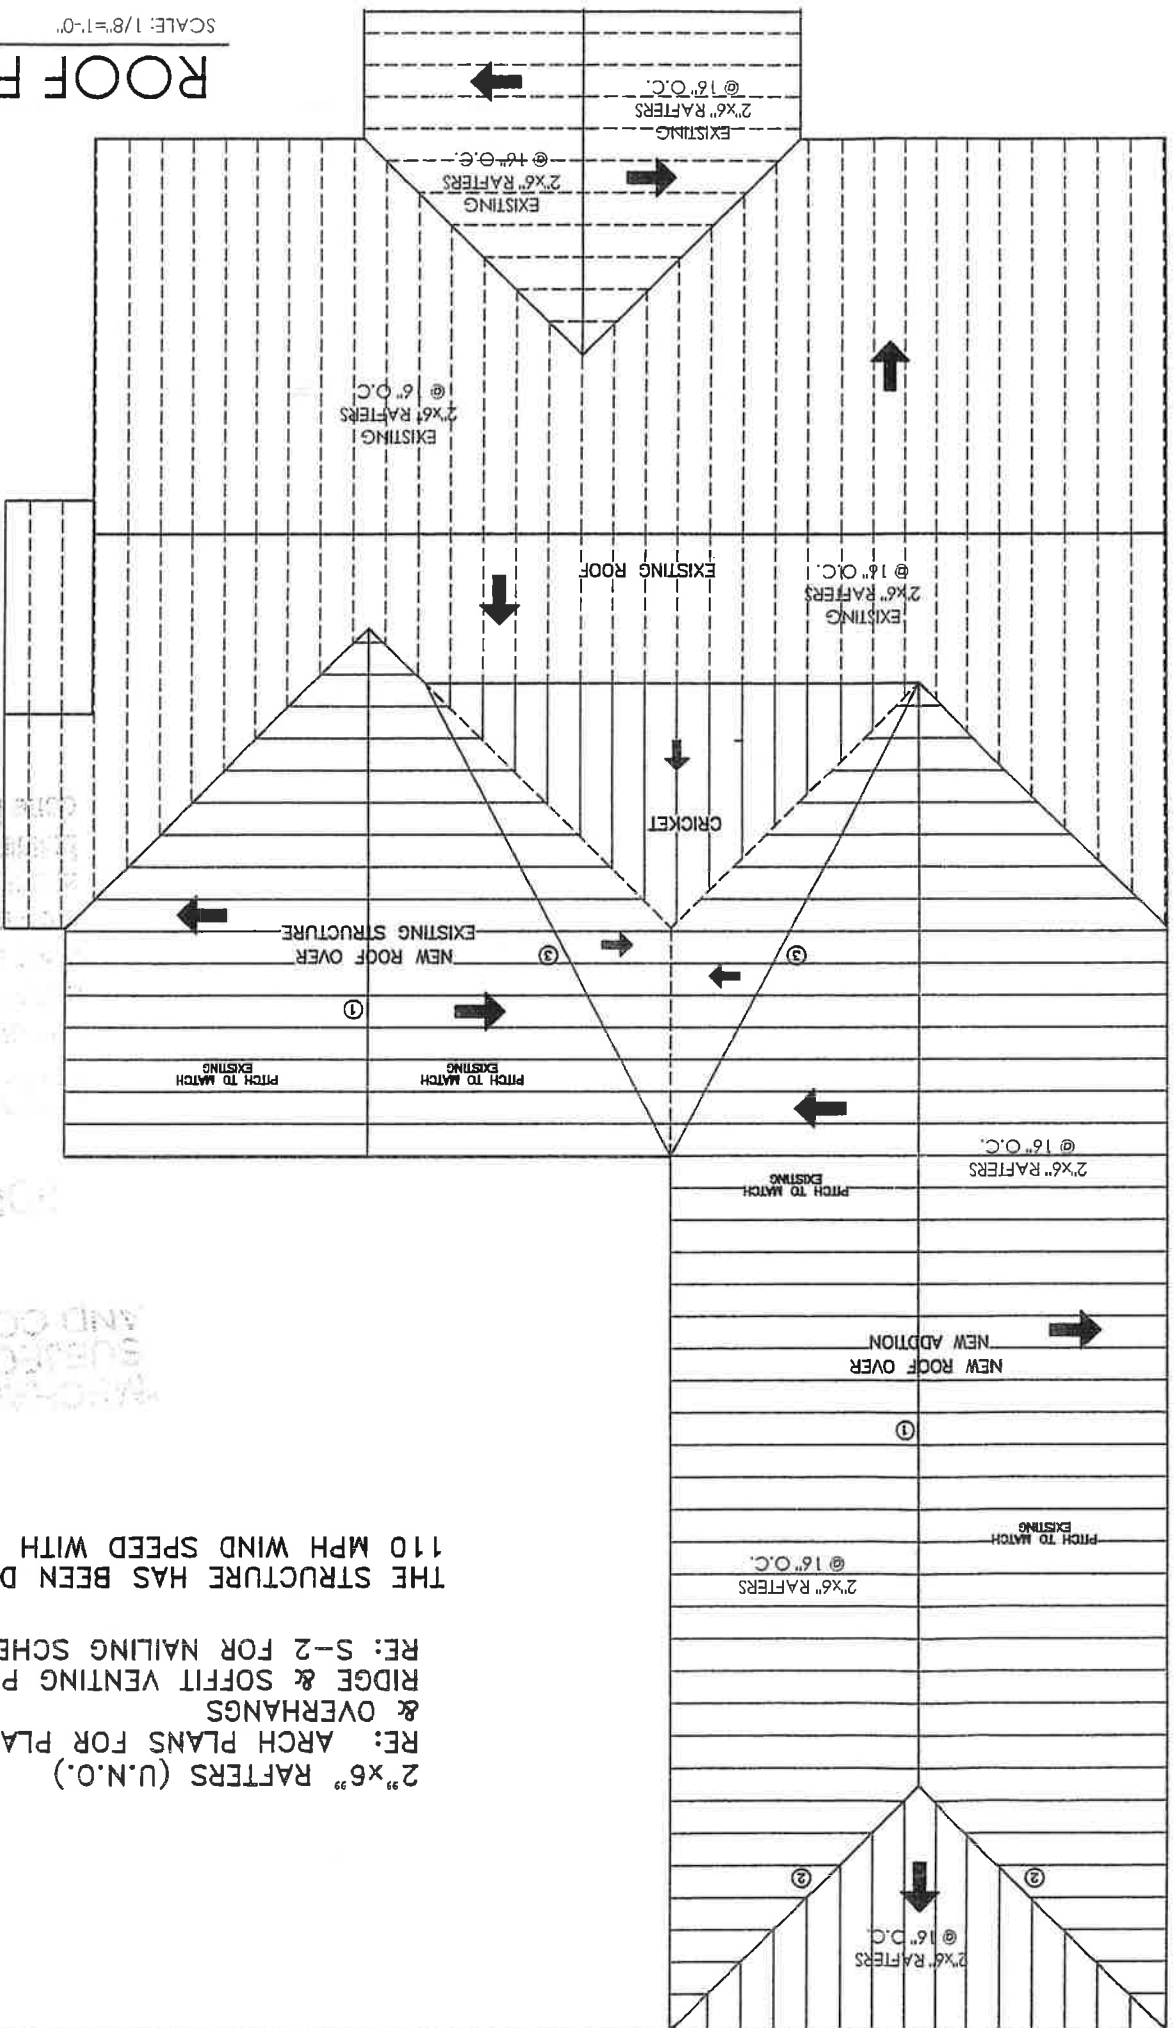 2"x6" RAFTERS
@ 16" O.C.
②
②
2"x6" RAFTERS (U.N.O.)
RE: ARCH PLANS FOR PLA
& OVERHANGS
RIDGE & SOFFIT VENTING P
RE: S-2 FOR NAILING SCHE
THE STRUCTURE HAS BEEN D
110 MPH WIND SPEED WITH
2"x6" RAFTERS
@ 16" O.C.
PITCH TO MATCH
EXISTING
①
NEW ROOF OVER
NEW ADDTION
PITCH TO MATCH
EXISTING
2"x6" RAFTERS
@ 16" O.C.
PITCH TO MATCH
EXISTING
PITCH TO MATCH
EXISTING
①
③
③
NEW ROOF OVER
EXISTING STRUCTURE
CRICKET
EXISTING
2"x6" RAFTERS
@ 16" O.C.
EXISTING ROOF
EXISTING
2"x6" RAFTERS
@ 16" O.C
EXISTING
2"x6" RAFTERS
@ 16" O.C.
EXISTING
2"x6" RAFTERS
@ 16" O.C.
ROOF P
SCALE: 1/8"=1'-0"